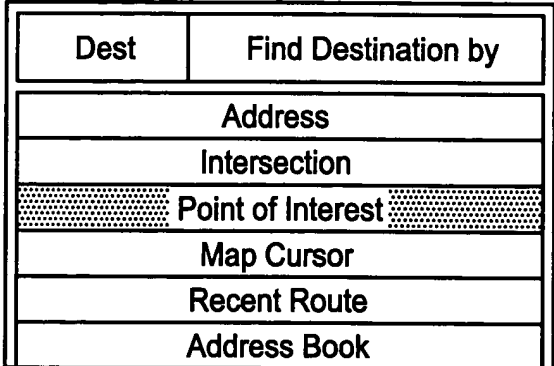 Dest Find Destination by
Address
Intersection
Point of Interest
Map Cursor
Recent Route
Address Book